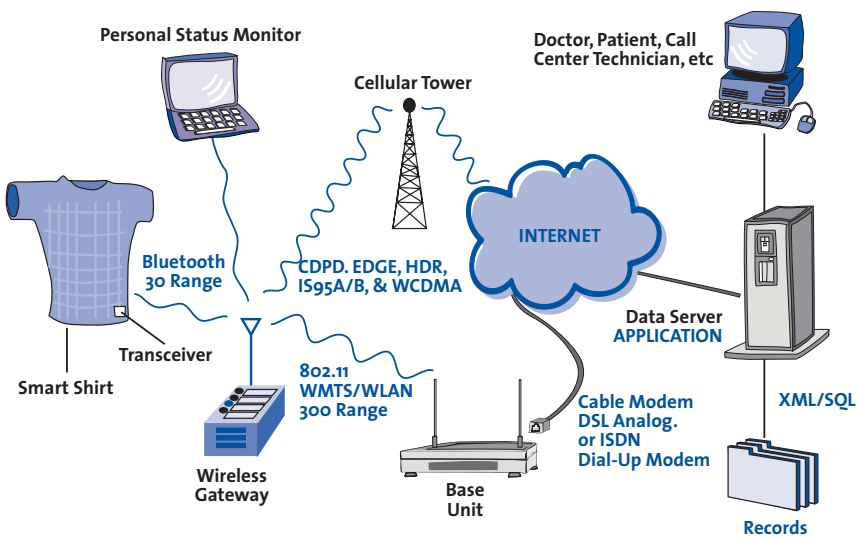 Personal Status Monitor
Doctor, Patient, Call
Center Technician, etc
Cellular Tower
INTERNET
Bluetooth
30 Range
CDPD. EDGE, HDR,
IS95A/B, & WCDMA
Transceiver
Smart Shirt
802.11
WMTS/WLAN
300 Range
Data Server
APPLICATION
Cable Modem
DSL Analog.
or ISDN
Dial-Up Modem
XML/SQL
Wireless
Gateway
Base
Unit
Records